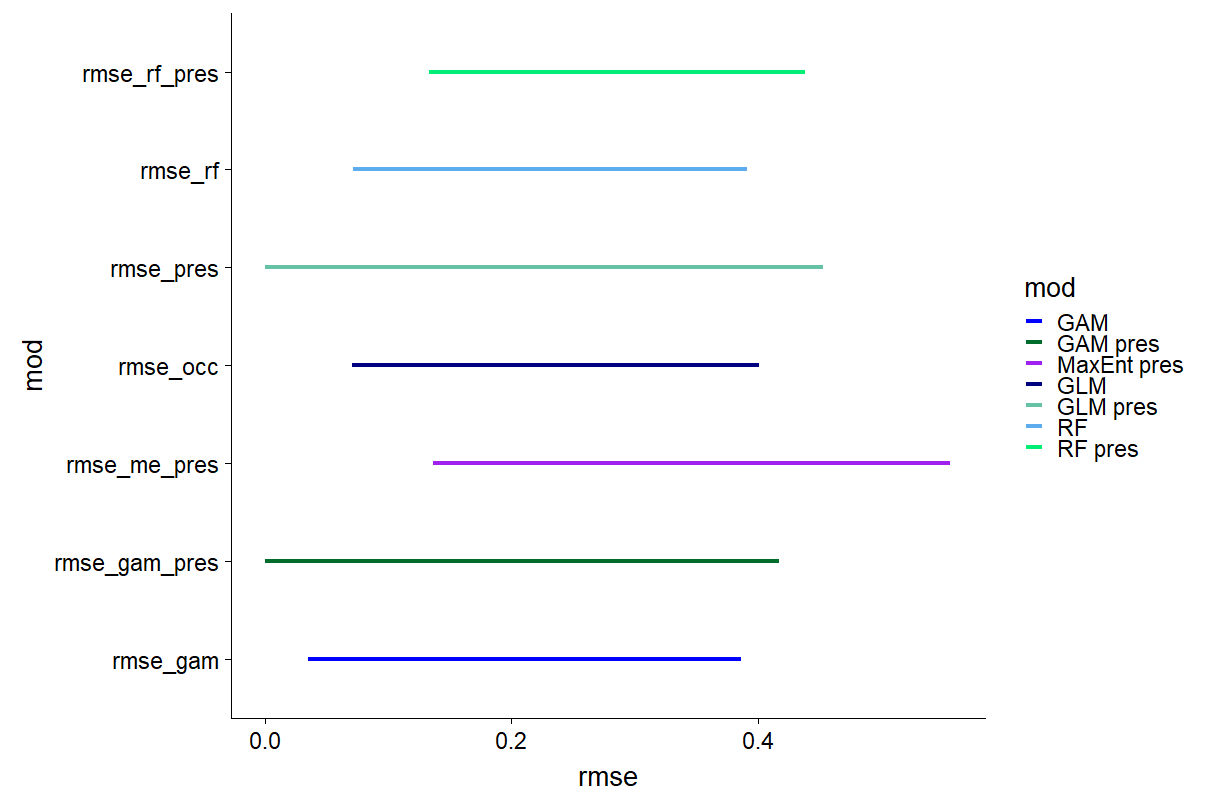 rmse_rf_pres
rmse_rf
rmse_pres
rmse_occ
rmse_me_pres
rmse_gam_pres
rmse_gam
mod
0.0 0.2 0.4
rmse
mod
GAM
GAM pres
MaxEnt pres
GLM
GLM pres
RF
RF pres